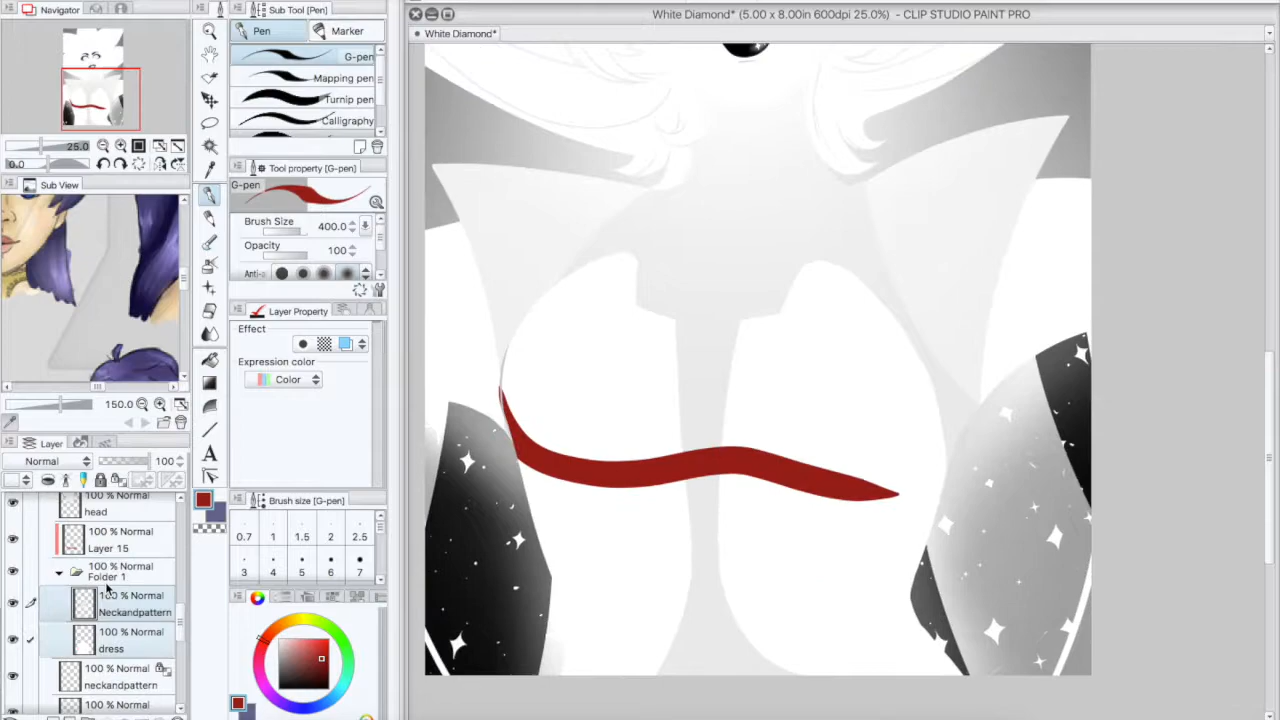 Navigator
Sub Tool [Pen]
White Diamond* (5.00 x 8.00in 600dpi 25.0%) - CLIP STUDIO PAINT PRO
White Diamond*
Pen
Marker
G-pen
Mapping pen
Turnip pen
Calligraphy
25.0
0.0
Tool property [G-pen]
Sub View
G-pen
Brush Size
400.0
Opacity
100
Anti-a
Layer Property
Effect
Expression color
Color
150.0
Layer
Normal
100
Brush size [G-pen]
0.7
1
1.5
2
2.5
3
4
5
6
7
100 % Normal
head
100 % Normal
Layer 15
100 % Normal
Folder 1
100 % Normal
Neckandpattern
100 % Normal
dress
100 % Normal
neckandpattern
100 % Normal